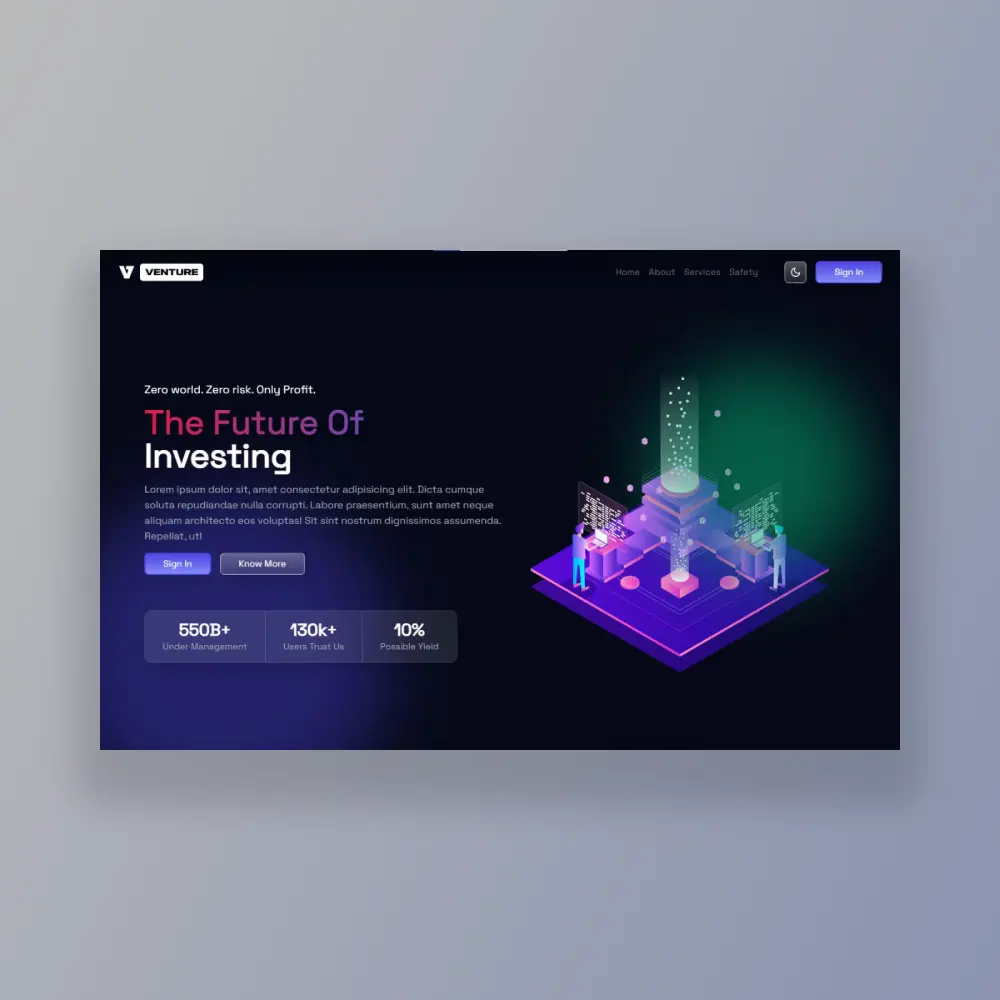 VENTURE
Home About Services Safety
Sign In
Zero world. Zero risk. Only Profit.
The Future Of
Investing
Lorem ipsum dolor sit, amet consectetur adipisicing elit. Dicta cumque
soluta repudiandae nulla corrupti. Labore praesentium, sunt amet neque
aliquam architecto eos voluptas! Sit sint nostrum dignissimos assumenda.
Repellat, ut!
Sign In
Know More
550B+ 130k+ 10%
Under Management Users Trust Us Possible Yield